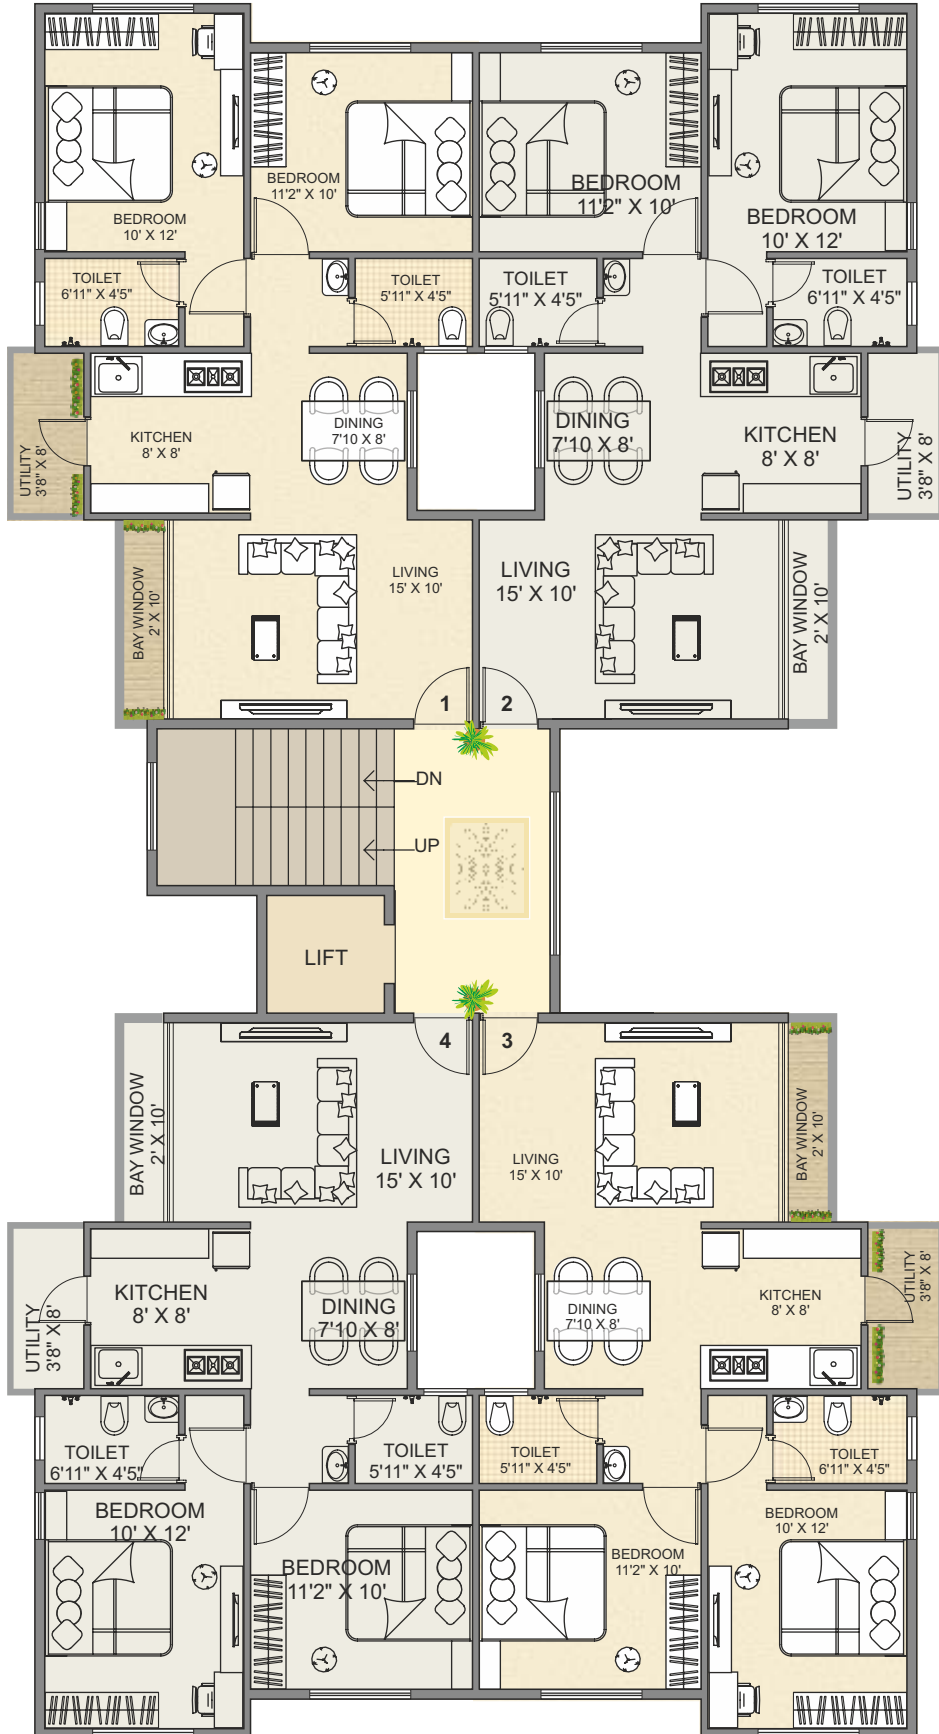 BEDROOM
10' X 12'
BEDROOM
11'2" X 10'
BEDROOM
11'2" X 10'
BEDROOM
10' X 12'
TOILET
6'11" X 4'5"
TOILET
5'11" X 4'5"
TOILET
5'11" X 4'5"
TOILET
6'11" X 4'5"
UTILITY
3'8" X 8'
KITCHEN
8' X 8'
DINING
7'10 X 8'
DINING
7'10 X 8'
KITCHEN
8' X 8'
UTILITY
3'8" X 8'
BAY WINDOW
2' X 10'
LIVING
15' X 10'
LIVING
15' X 10'
BAY WINDOW
2' X 10'
1
2
DN
UP
LIFT
4
3
BAY WINDOW
2' X 10'
LIVING
15' X 10'
LIVING
15' X 10'
BAY WINDOW
2' X 10'
UTILITY
3'8" X 8'
KITCHEN
8' X 8'
DINING
7'10 X 8'
DINING
7'10 X 8'
KITCHEN
8' X 8'
UTILITY
3'8" X 8'
TOILET
6'11" X 4'5"
TOILET
5'11" X 4'5"
TOILET
5'11" X 4'5"
TOILET
6'11" X 4'5"
BEDROOM
10' X 12'
BEDROOM
11'2" X 10'
BEDROOM
11'2" X 10'
BEDROOM
10' X 12'